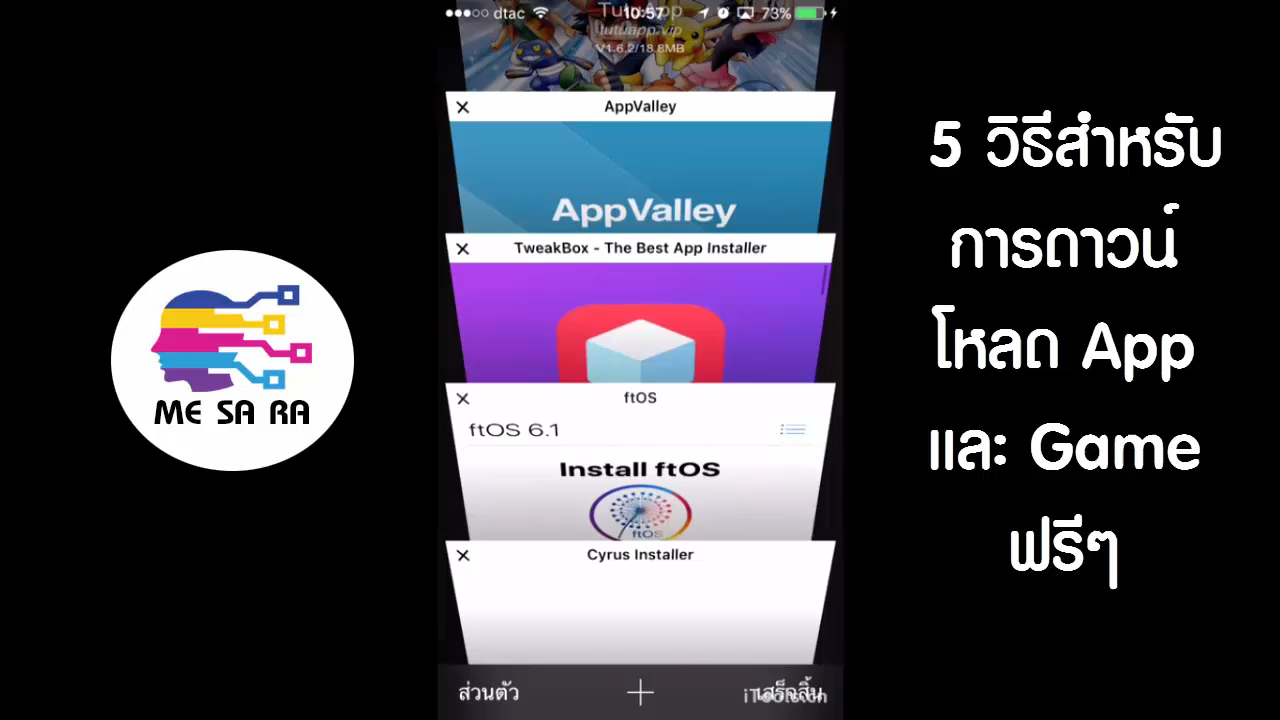 dtac 10:57 73%
TutuApp
tutuapp.vip
V1.6.2/18.8MB
AppValley
AppValley
TweakBox - The Best App Installer
ftOS
ftOS 6.1
Install ftOS
ftOS
Cyrus Installer
ส่วนตัว
เสร็จสิ้น
ME SA RA
5 วิธีสำหรับ
การดาวน์
โหลด App
และ Game
ฟรีๆ